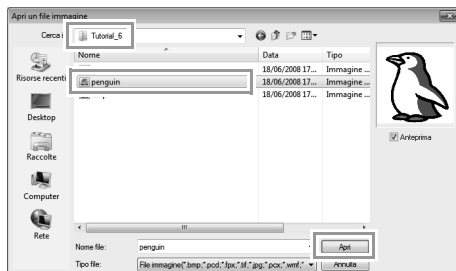 Apri un file immagine
Cerca i
Tutorial_6
Nome
Data
Tipo
18/06/2008 17...
Immagine ...
penguin
18/06/2008 17...
Immagine ...
18/06/2008 17...
Immagine ...
Risorse recenti
Desktop
Raccolte
Computer
Rete
Anteprima
Nome file:
penguin
Apri
Tipo file:
File immagine(*.bmp;*.pcd;*.fpx;*.tif;*.jpg;*.pcx;*.wmf;*
Annulla